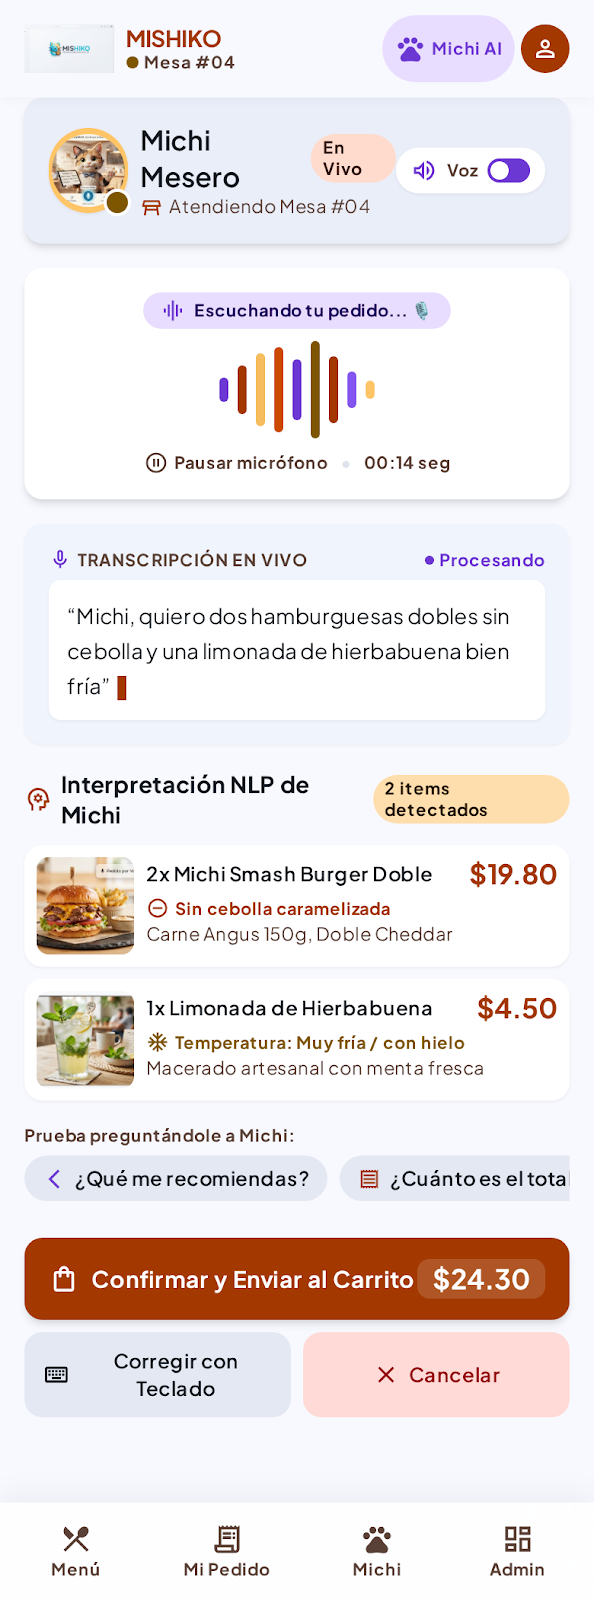 MISHIKO
MISHIKO
Mesa #04
Michi AI
Michi
Mesero
En
Vivo
Voz
Atendiendo Mesa #04
Escuchando tu pedido... 🎙️
Pausar micrófono
00:14 seg
TRANSCRIPCIÓN EN VIVO
Procesando
“Michi, quiero dos hamburguesas dobles sin
cebolla y una limonada de hierbabuena bien
fría”
Interpretación NLP de
Michi
2 items
detectados
2x Michi Smash Burger Doble
$19.80
Sin cebolla caramelizada
Carne Angus 150g, Doble Cheddar
1x Limonada de Hierbabuena
$4.50
Temperatura: Muy fría / con hielo
Macerado artesanal con menta fresca
Prueba preguntándole a Michi:
¿Qué me recomiendas?
¿Cuánto es el total
Confirmar y Enviar al Carrito
$24.30
Corregir con
Teclado
Cancelar
Menú
Mi Pedido
Michi
Admin